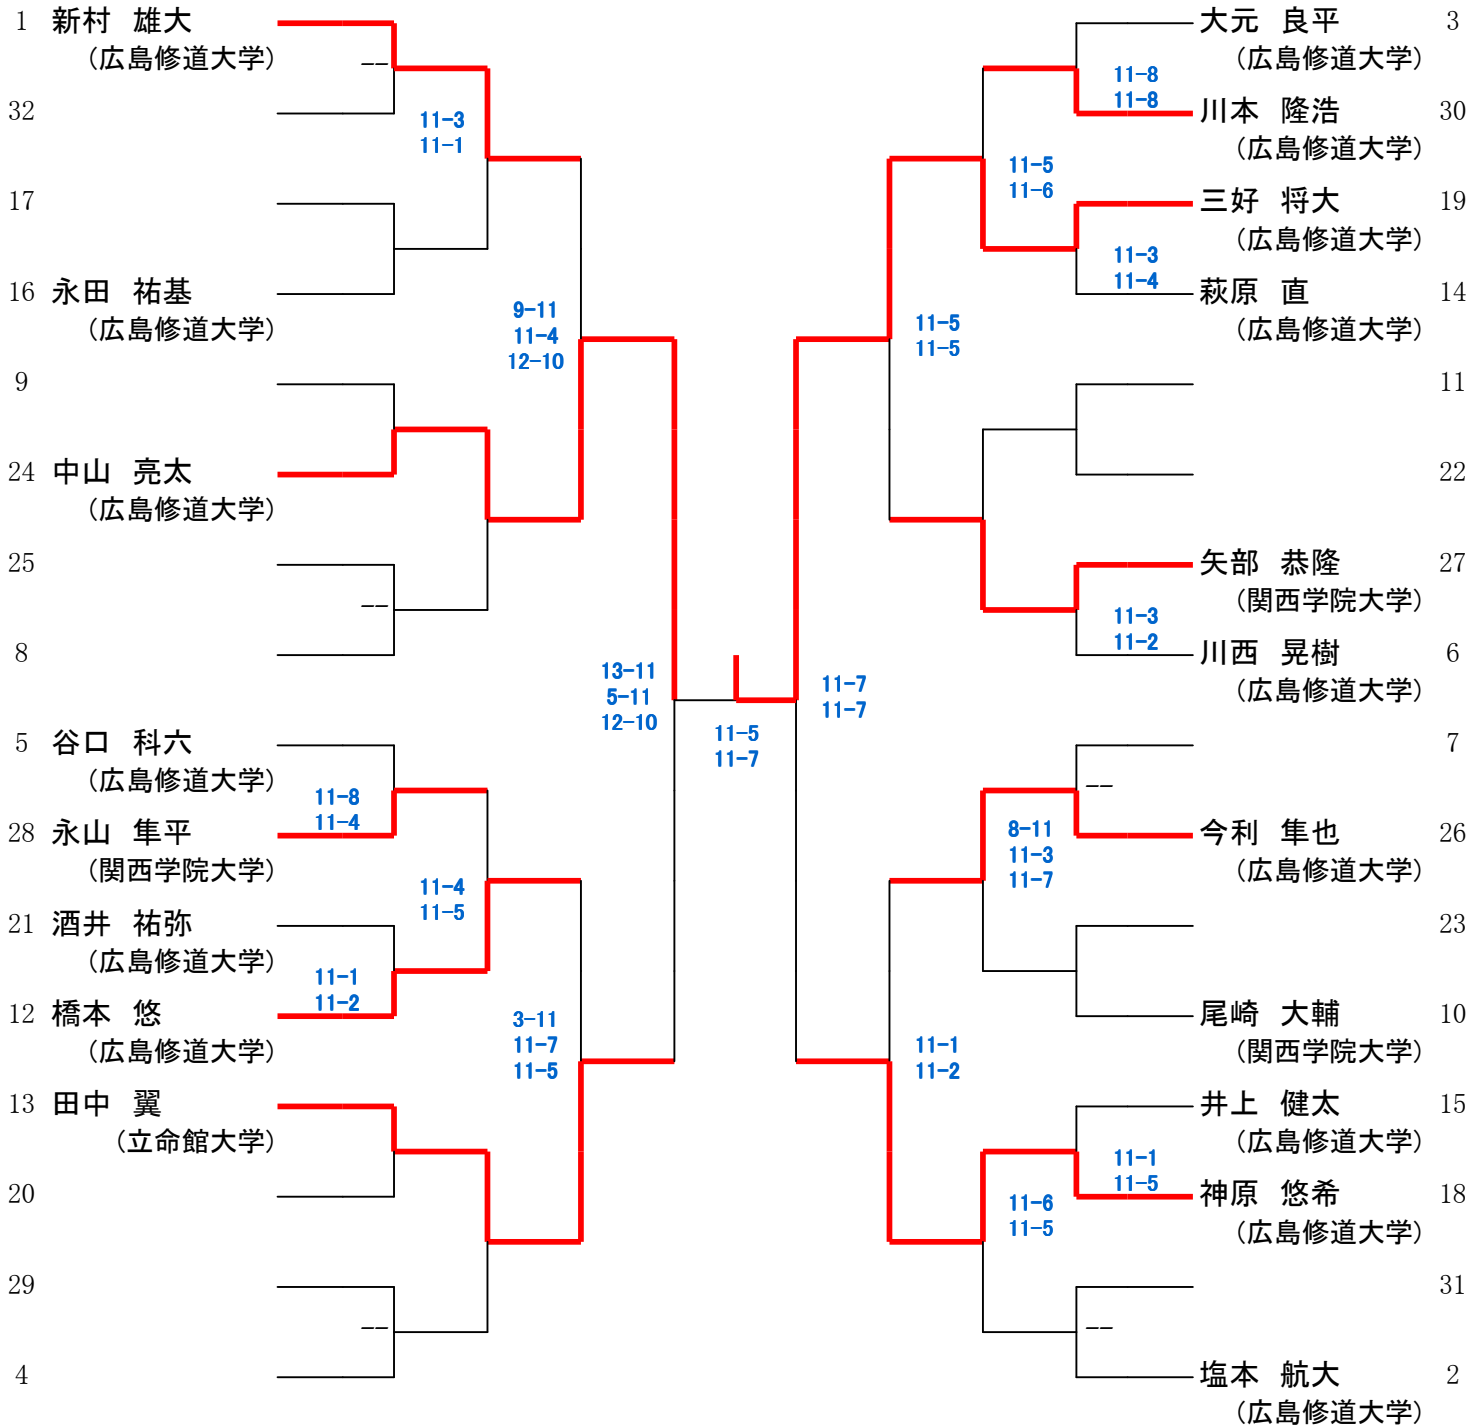 1 新村 雄大
(広島修道大学)
--
32
11-3
11-1
17
16 永田 祐基
(広島修道大学)
9-11
11-4
12-10
9
24 中山 亮太
(広島修道大学)
25
--
8
13-11
5-11
12-10
5 谷口 科六
(広島修道大学)
11-8
11-4
28 永山 隼平
(関西学院大学)
11-4
11-5
21 酒井 祐弥
(広島修道大学)
11-1
11-2
12 橋本 悠
(広島修道大学)
3-11
11-7
11-5
13 田中 翼
(立命館大学)
20
29
--
4
11-5
11-7
大元 良平 3
(広島修道大学)
11-8
11-8
川本 隆浩 30
(広島修道大学)
11-5
11-6
三好 将大 19
(広島修道大学)
11-3
11-4
萩原 直 14
(広島修道大学)
11-5
11-5
11
22
矢部 恭隆 27
(関西学院大学)
11-3
11-2
川西 晃樹 6
(広島修道大学)
11-7
11-7
7
--
今利 隼也 26
(広島修道大学)
8-11
11-3
11-7
23
尾崎 大輔 10
(関西学院大学)
11-1
11-2
井上 健太 15
(広島修道大学)
11-1
11-5
神原 悠希 18
(広島修道大学)
11-6
11-5
31
--
塩本 航大 2
(広島修道大学)